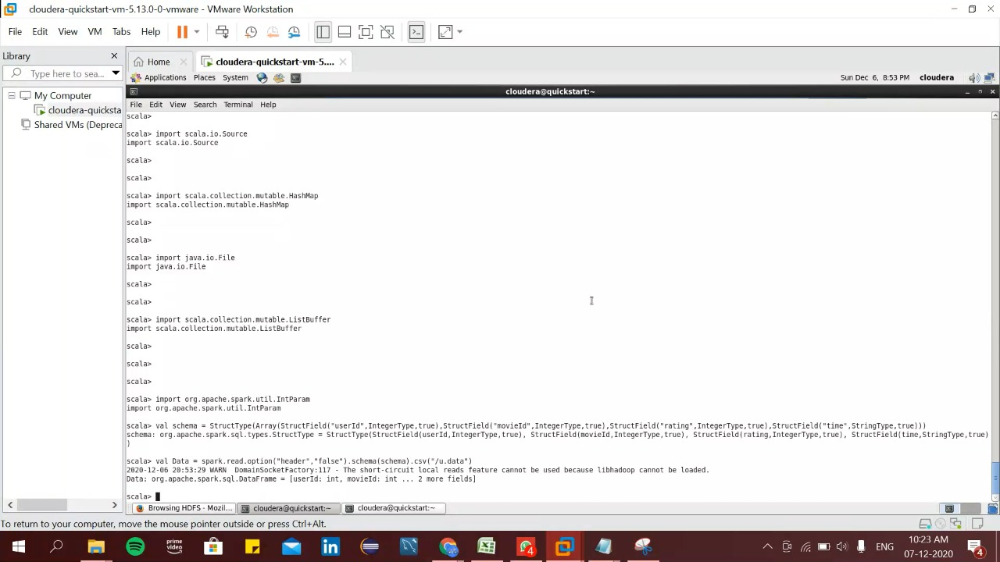 cloudera-quickstart-vm-5.13.0-0-vmware - VMware Workstation
File Edit View VM Tabs Help
Library
Type here to sea...
My Computer
cloudera-quicksta
Shared VMs (Depreca
Home
cloudera-quickstart-vm-5....
Applications Places System
Sun Dec 6, 8:53 PM cloudera
cloudera@quickstart:~
File Edit View Search Terminal Help
scala>
scala> import scala.io.Source
import scala.io.Source
scala>
scala>
scala> import scala.collection.mutable.HashMap
import scala.collection.mutable.HashMap
scala>
scala>
scala> import java.io.File
import java.io.File
scala>
scala>
scala> import scala.collection.mutable.ListBuffer
import scala.collection.mutable.ListBuffer
scala>
scala>
scala>
scala> import org.apache.spark.util.IntParam
import org.apache.spark.util.IntParam
scala> val schema = StructType(Array(StructField("userId",IntegerType,true),StructField("movieId",IntegerType,true),StructField("rating",IntegerType,true),StructField("time",StringType,true)))
schema: org.apache.spark.sql.types.StructType = StructType(StructField(userId,IntegerType,true), StructField(movieId,IntegerType,true), StructField(rating,IntegerType,true), StructField(time,StringType,true)
)
scala> val Data = spark.read.option("header","false").schema(schema).csv("/u.data")
2020-12-06 20:53:29 WARN  DomainSocketFactory:117 - The short-circuit local reads feature cannot be used because libhadoop cannot be loaded.
Data: org.apache.spark.sql.DataFrame = [userId: int, movieId: int ... 2 more fields]
scala>
Browsing HDFS - Mozil...
cloudera@quickstart:~
cloudera@quickstart:~
To return to your computer, move the mouse pointer outside or press Ctrl+Alt.
prime video
4
ENG
10:23 AM
07-12-2020
4